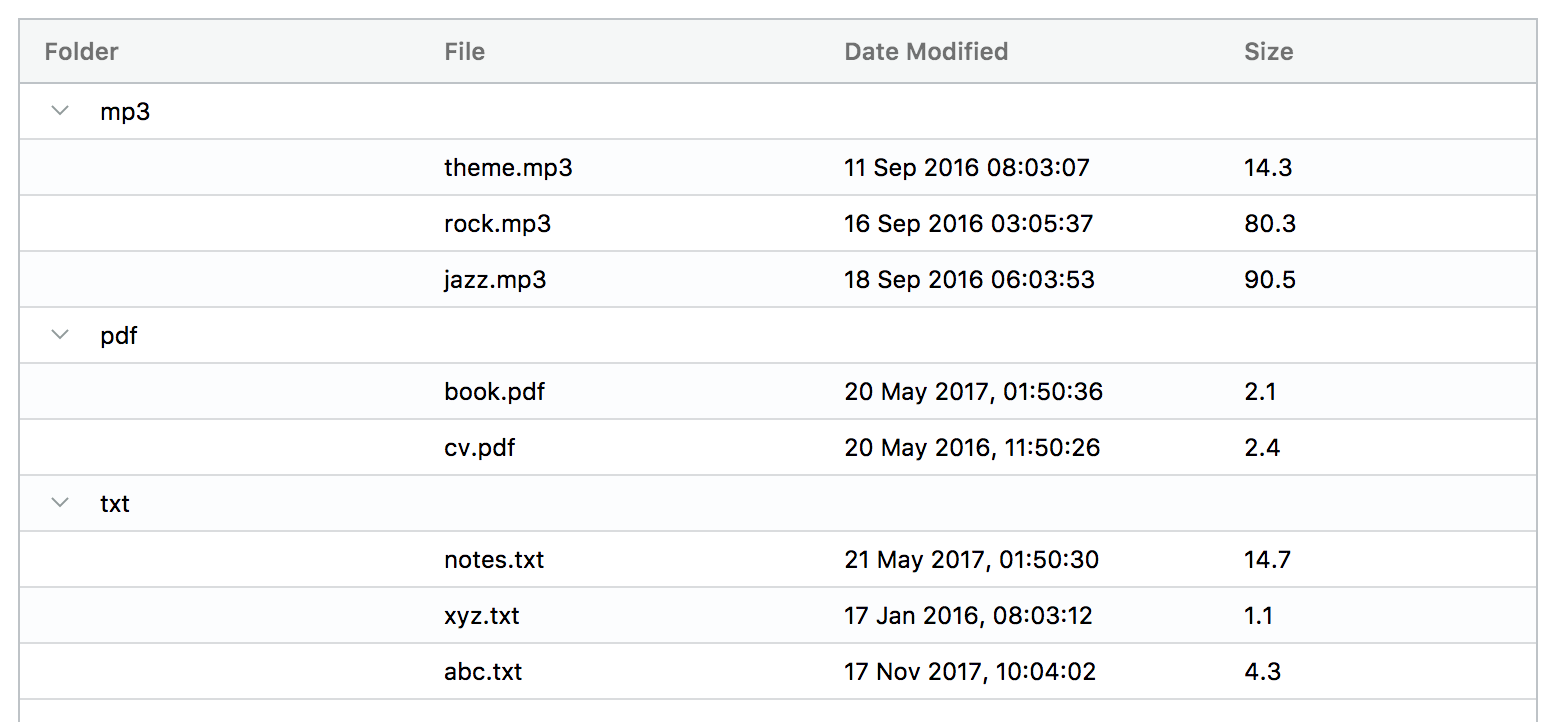 Folder File Date Modified Size
mp3
theme.mp3 11 Sep 2016 08:03:07 14.3
rock.mp3 16 Sep 2016 03:05:37 80.3
jazz.mp3 18 Sep 2016 06:03:53 90.5
pdf
book.pdf 20 May 2017, 01:50:36 2.1
cv.pdf 20 May 2016, 11:50:26 2.4
txt
notes.txt 21 May 2017, 01:50:30 14.7
xyz.txt 17 Jan 2016, 08:03:12 1.1
abc.txt 17 Nov 2017, 10:04:02 4.3